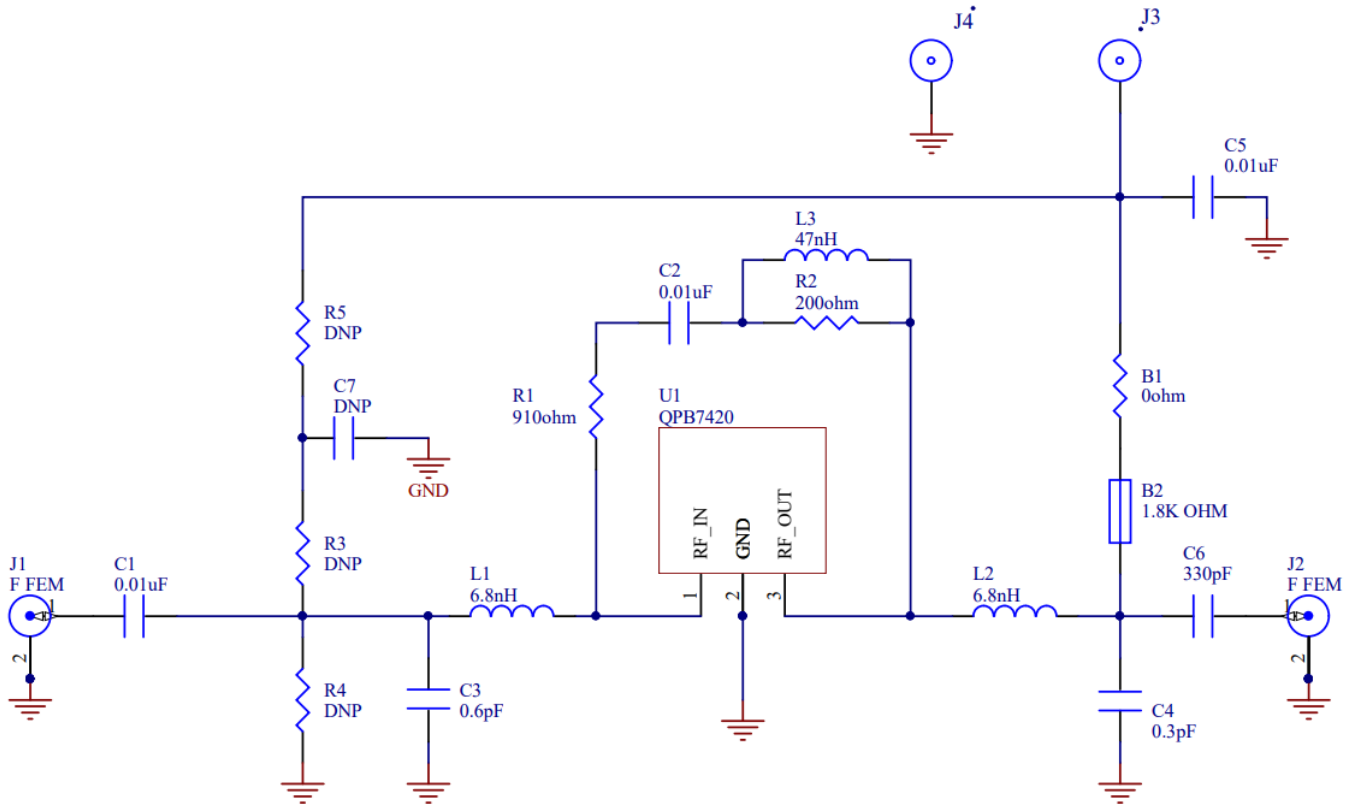 J4
J3
C5
0.01uF
L3
47nH
C2
0.01uF
R2
200ohm
R5
DNP
C7
DNP
GND
R1
910ohm
U1
QPB7420
RF_IN
GND
RF_OUT
1
2
3
B1
0ohm
B2
1.8K OHM
R3
DNP
J1
F FEM
1
2
C1
0.01uF
L1
6.8nH
L2
6.8nH
C6
330pF
J2
F FEM
1
2
R4
DNP
C3
0.6pF
C4
0.3pF